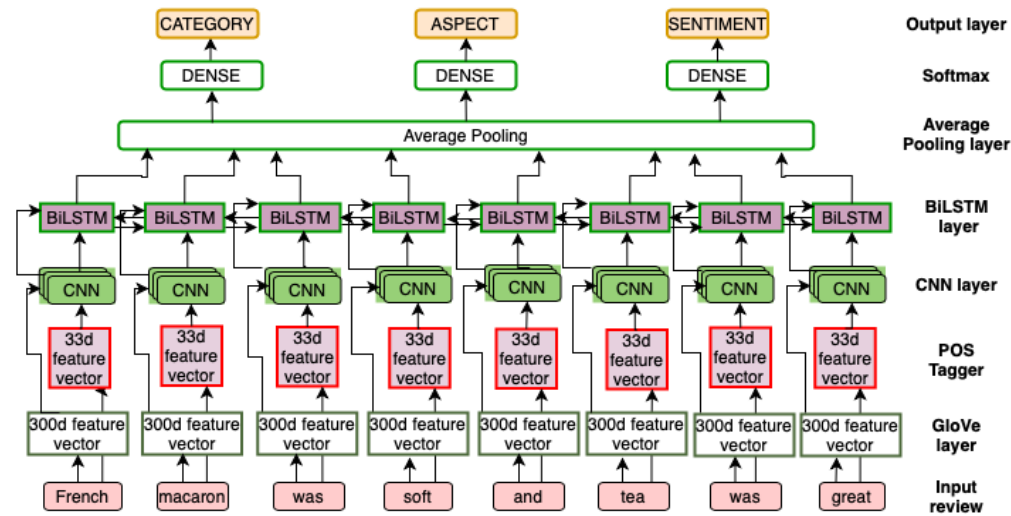 CATEGORY ASPECT SENTIMENT Output layer
DENSE DENSE DENSE Softmax
Average Pooling
Average
Pooling layer
BiLSTM BiLSTM BiLSTM BiLSTM BiLSTM BiLSTM BiLSTM BiLSTM
BiLSTM
layer
CNN CNN CNN CNN CNN CNN CNN CNN CNN layer
33d 33d 33d 33d 33d 33d 33d 33d
feature feature feature feature feature feature feature feature
vector vector vector vector vector vector vector vector
POS
Tagger
300d feature 300d feature 300d feature 300d feature 300d feature 300d feature 300d feature 300d feature
vector vector vector vector vector vector vector vector
GloVe
layer
French macaron was soft and tea was great
Input
review